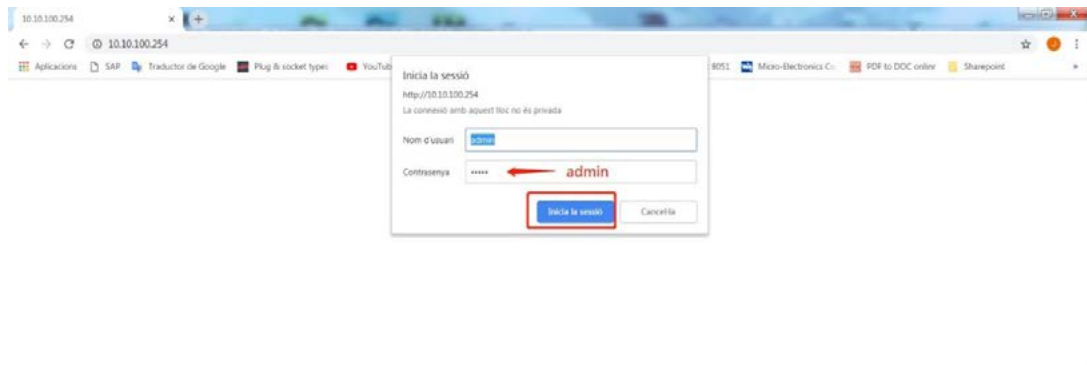 10.10.100.254
10.10.100.254
Aplicacions SAP Traductor de Google Plug & socket types YouTub 8051 Micro-Electronics Co PDF to DOC online Sharepoint
Inicia la sessió
http://10.10.100.254
La connexió amb aquest lloc no és privada
Nom d'usuari admin
Contrasenya ••••• admin
Inicia la sessió Cancel·la